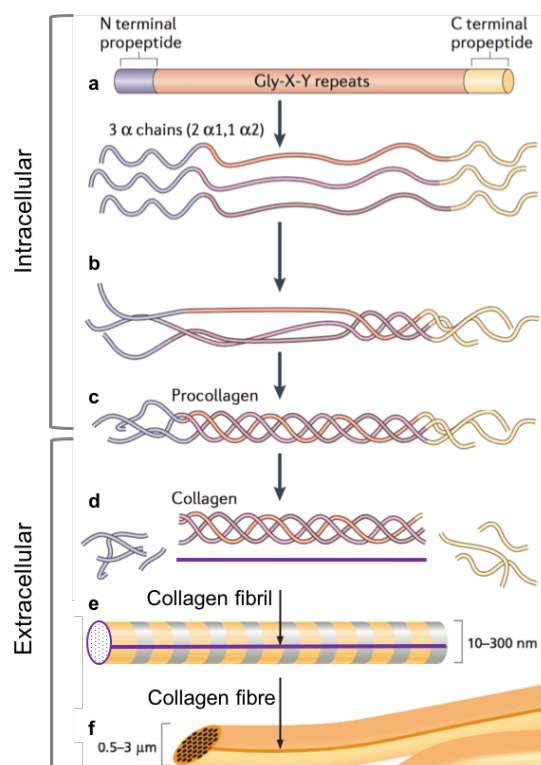 N terminal
propeptide
C terminal
propeptide
a
Gly-X-Y repeats
3 α chains (2 α1,1 α2)
Intracellular
b
c
Procollagen
d
Collagen
Extracellular
Collagen fibril
e
10–300 nm
Collagen fibre
f
0.5–3 μm